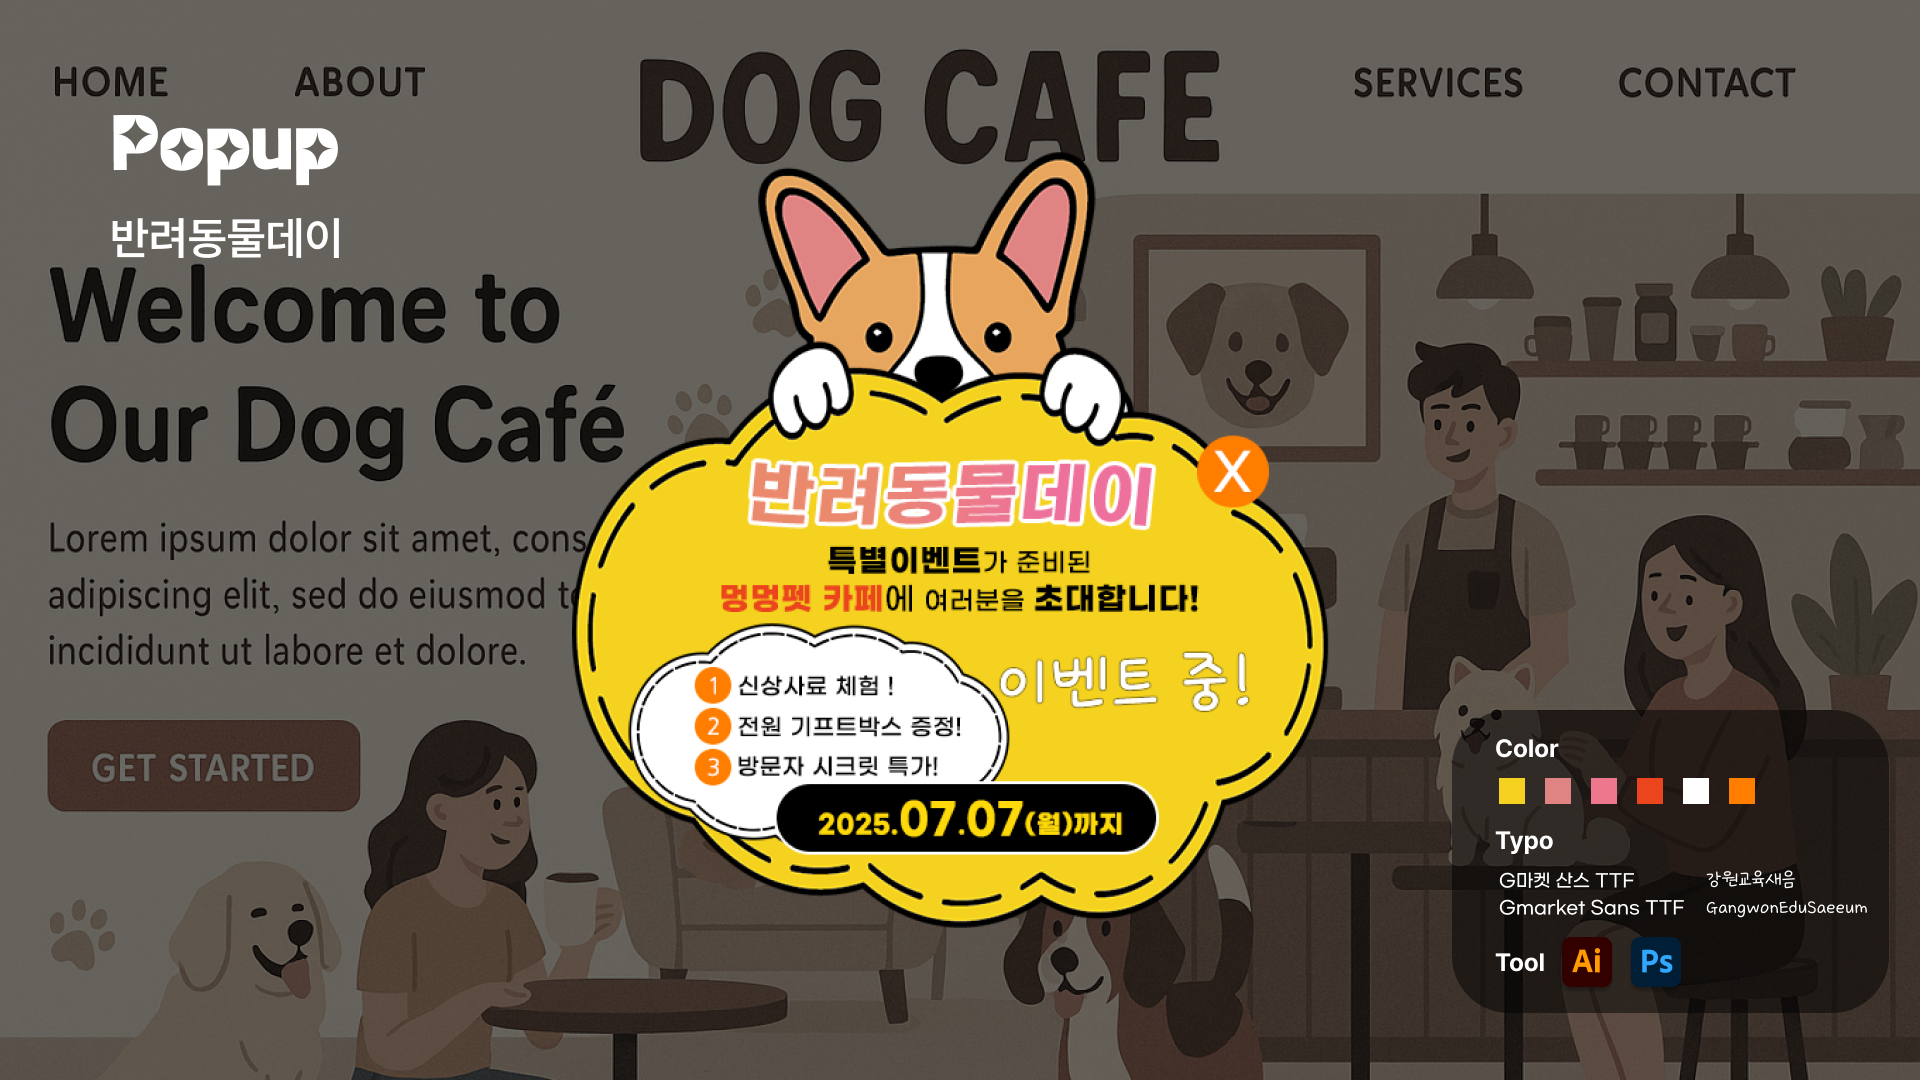 HOME
ABOUT
DOG CAFE
SERVICES
CONTACT
Popup
반려동물데이
Welcome to
Our Dog Café
Lorem ipsum dolor sit amet, cons
adipiscing elit, sed do eiusmod
incididunt ut labore et dolore.
GET STARTED
X
반려동물데이
특별이벤트가 준비된
멍멍펫 카페에 여러분을 초대합니다!
이벤트 중!
1 신상사료 체험 !
2 전원 기프트박스 증정!
3 방문자 시크릿 특가!
2025.07.07(월)까지
Color
Typo
G마켓 산스 TTF
Gmarket Sans TTF
강원교육새음
GangwonEduSaeeum
Tool
Ai
Ps